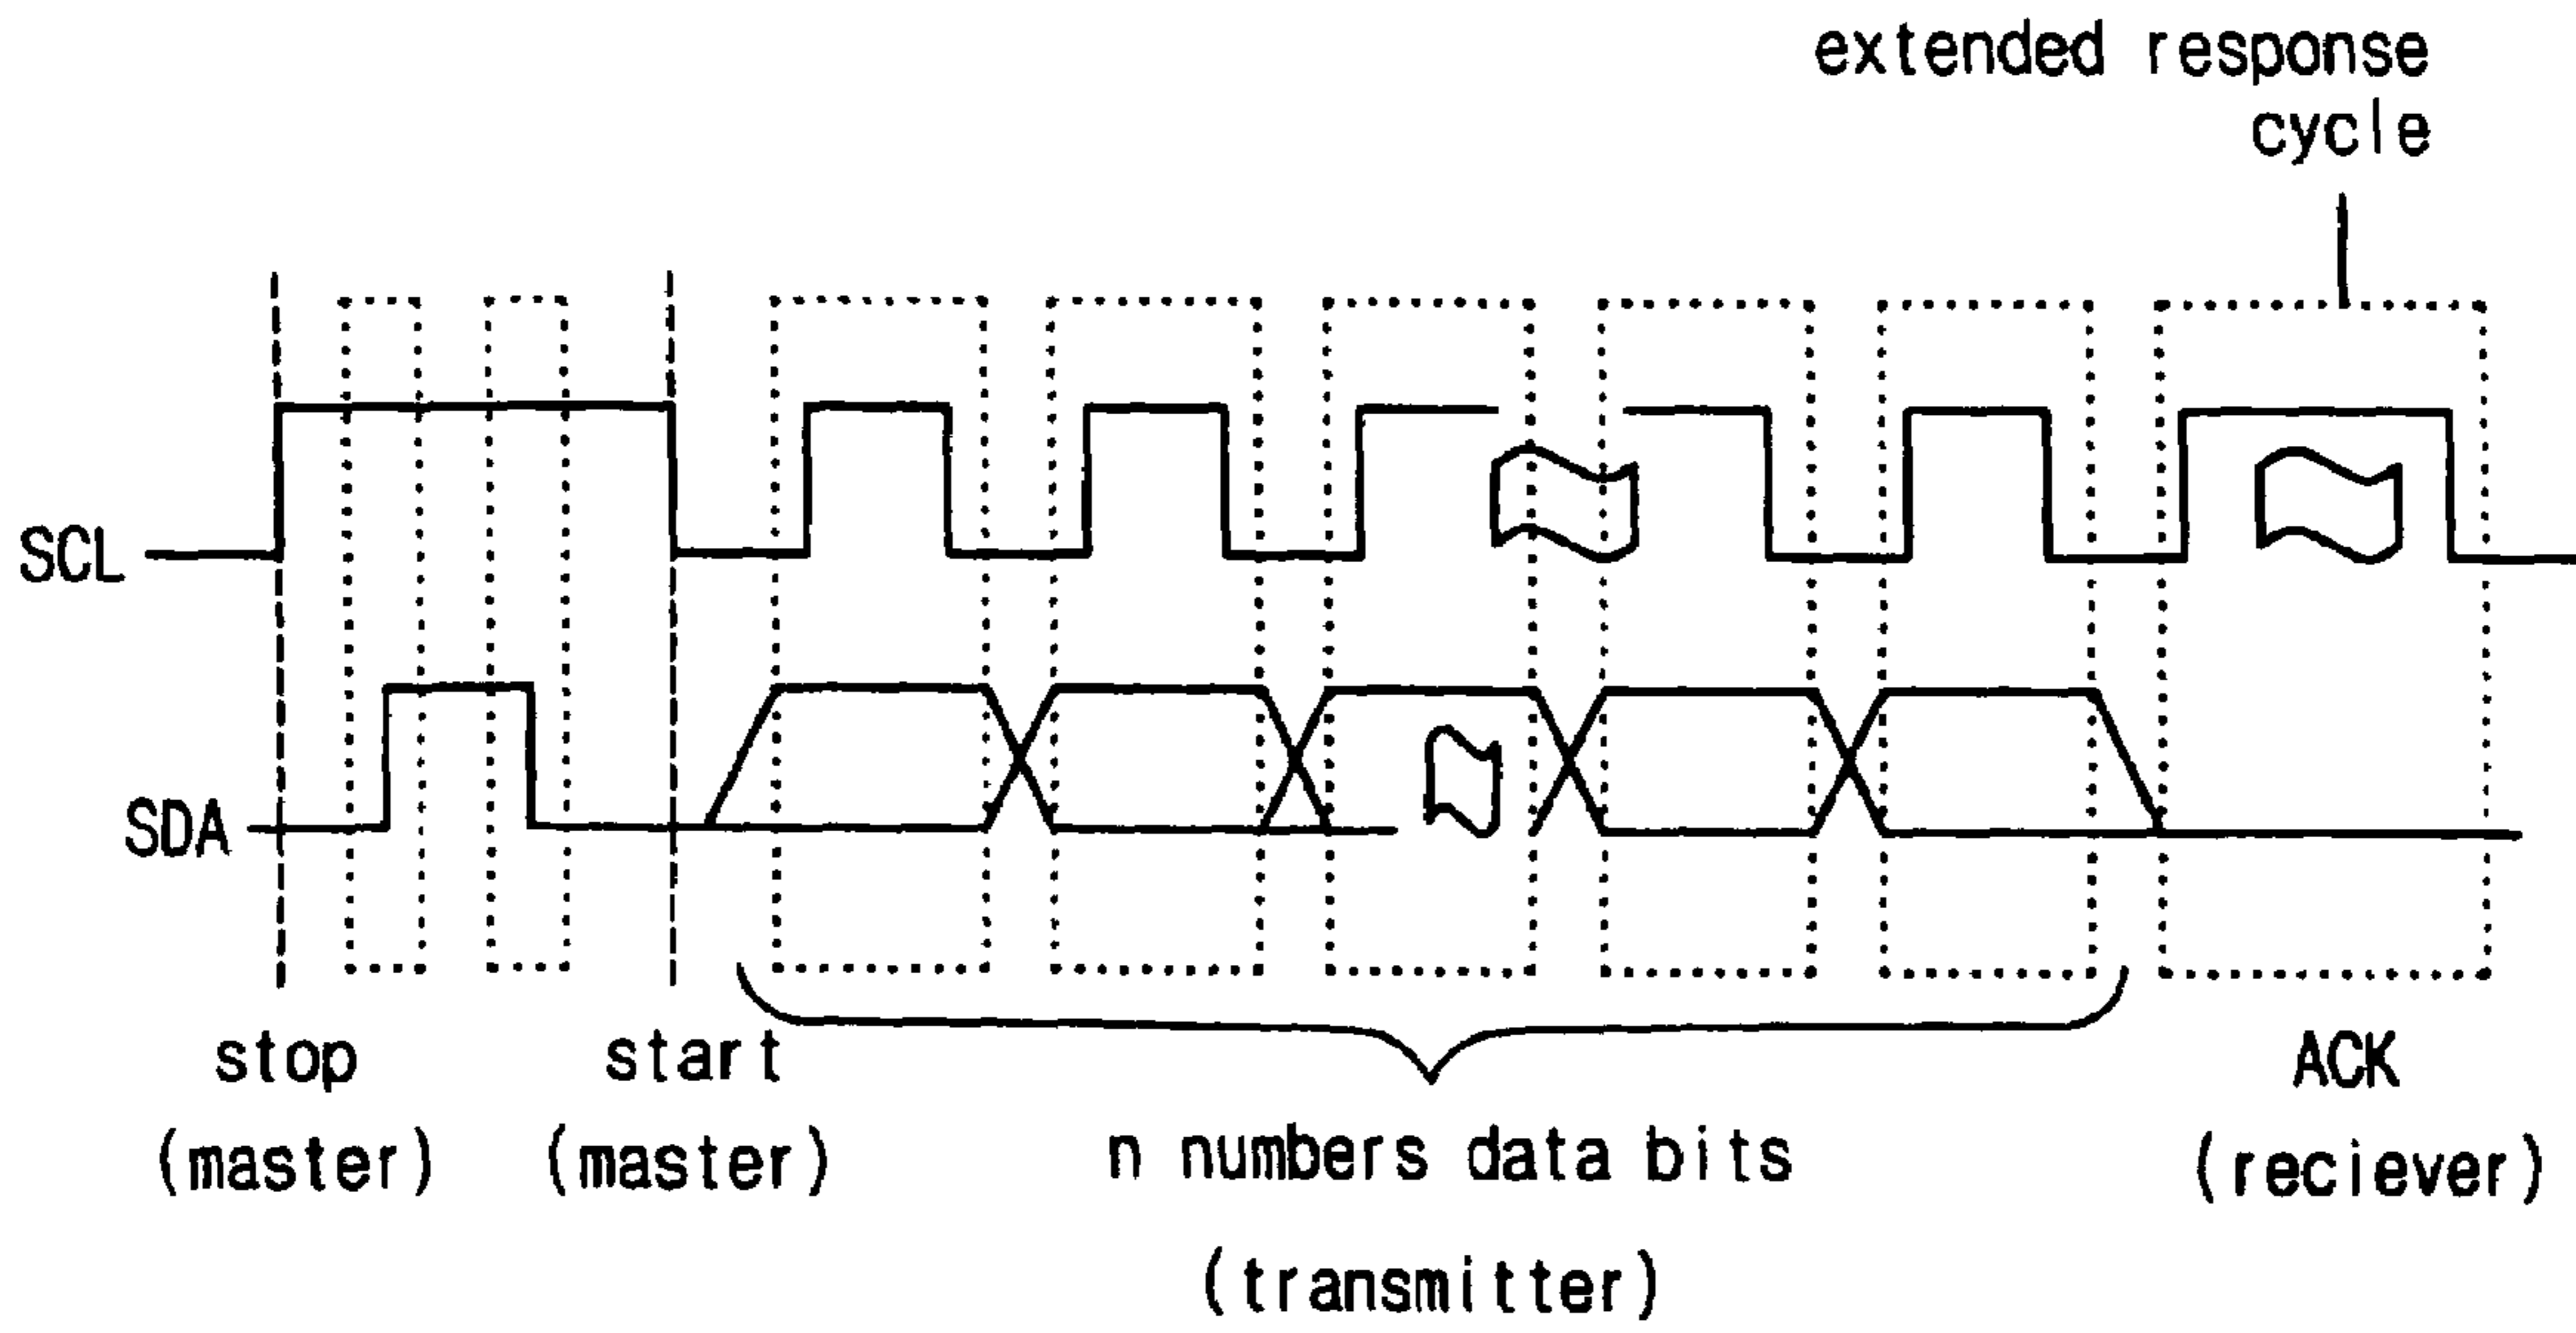 extended response
cycle
SCL
SDA
stop
(master)
start
(master)
n numbers data bits
(transmitter)
ACK
(reciever)